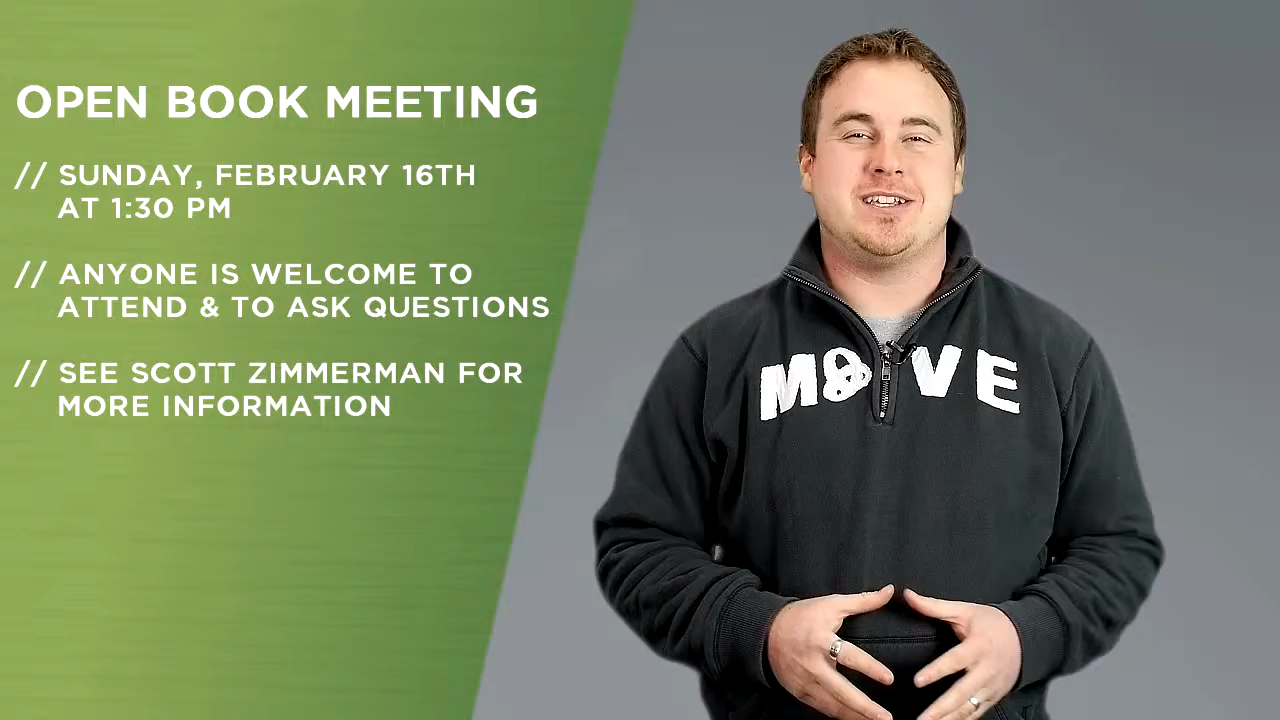 OPEN BOOK MEETING
// SUNDAY, FEBRUARY 16TH
AT 1:30 PM
// ANYONE IS WELCOME TO
ATTEND & TO ASK QUESTIONS
// SEE SCOTT ZIMMERMAN FOR
MORE INFORMATION
MOVE